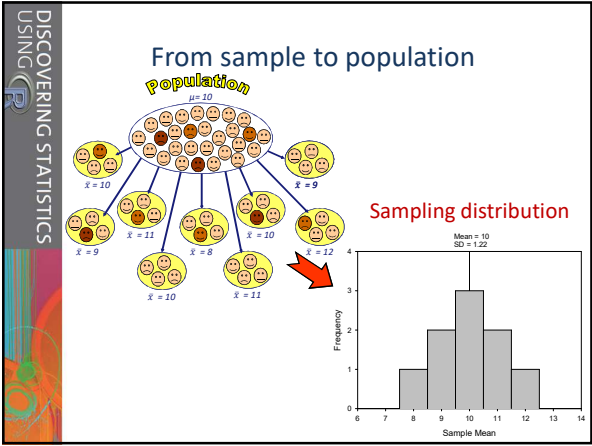 DISCOVERING STATISTICS
USING R
From sample to population
Population
μ= 10
x̄ = 10
x̄ = 9
x̄ = 9
x̄ = 11
x̄ = 8
x̄ = 10
x̄ = 12
x̄ = 10
x̄ = 11
Sampling distribution
Mean = 10
SD = 1.22
Frequency
4
3
2
1
0
6 7 8 9 10 11 12 13 14
Sample Mean